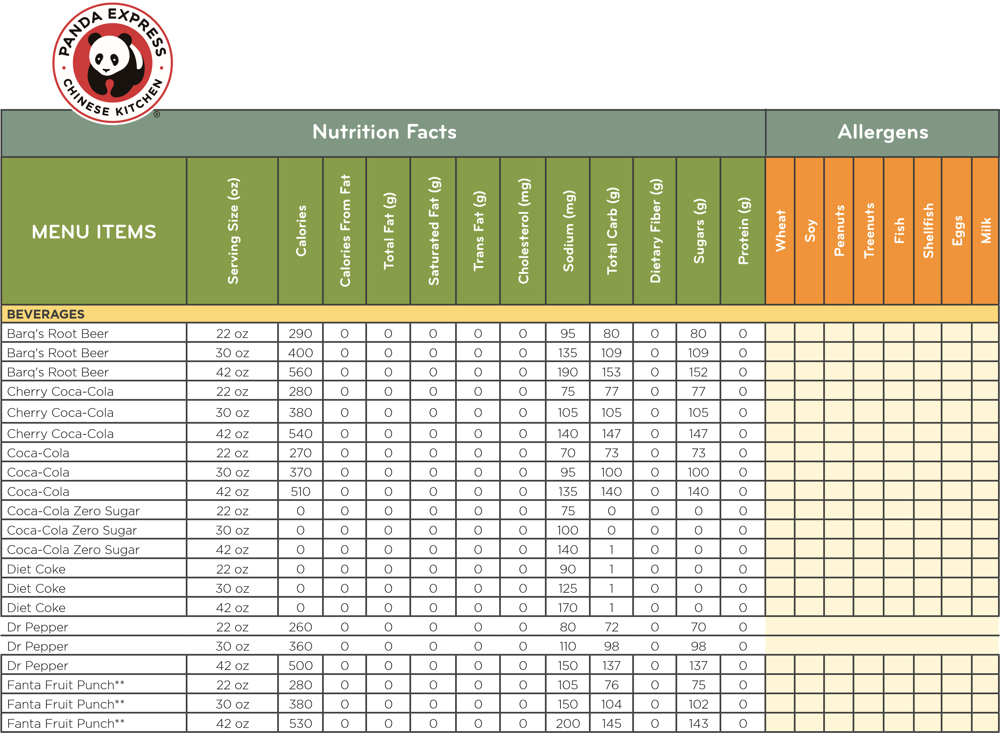 PANDA EXPRESS
CHINESE KITCHEN
®
Nutrition Facts Allergens
MENU ITEMS Serving Size (oz) Calories Calories From Fat Total Fat (g) Saturated Fat (g) Trans Fat (g) Cholesterol (mg) Sodium (mg) Total Carb (g) Dietary Fiber (g) Sugars (g) Protein (g) Wheat Soy Peanuts Treenuts Fish Shellfish Eggs Milk
BEVERAGES
Barq's Root Beer 22 oz 290 0 0 0 0 0 95 80 0 80 0
Barq's Root Beer 30 oz 400 0 0 0 0 0 135 109 0 109 0
Barq's Root Beer 42 oz 560 0 0 0 0 0 190 153 0 152 0
Cherry Coca-Cola 22 oz 280 0 0 0 0 0 75 77 0 77 0
Cherry Coca-Cola 30 oz 380 0 0 0 0 0 105 105 0 105 0
Cherry Coca-Cola 42 oz 540 0 0 0 0 0 140 147 0 147 0
Coca-Cola 22 oz 270 0 0 0 0 0 70 73 0 73 0
Coca-Cola 30 oz 370 0 0 0 0 0 95 100 0 100 0
Coca-Cola 42 oz 510 0 0 0 0 0 135 140 0 140 0
Coca-Cola Zero Sugar 22 oz 0 0 0 0 0 0 75 0 0 0 0
Coca-Cola Zero Sugar 30 oz 0 0 0 0 0 0 100 0 0 0 0
Coca-Cola Zero Sugar 42 oz 0 0 0 0 0 0 140 1 0 0 0
Diet Coke 22 oz 0 0 0 0 0 0 90 1 0 0 0
Diet Coke 30 oz 0 0 0 0 0 0 125 1 0 0 0
Diet Coke 42 oz 0 0 0 0 0 0 170 1 0 0 0
Dr Pepper 22 oz 260 0 0 0 0 0 80 72 0 70 0
Dr Pepper 30 oz 360 0 0 0 0 0 110 98 0 98 0
Dr Pepper 42 oz 500 0 0 0 0 0 150 137 0 137 0
Fanta Fruit Punch** 22 oz 280 0 0 0 0 0 105 76 0 75 0
Fanta Fruit Punch** 30 oz 380 0 0 0 0 0 150 104 0 102 0
Fanta Fruit Punch** 42 oz 530 0 0 0 0 0 200 145 0 143 0